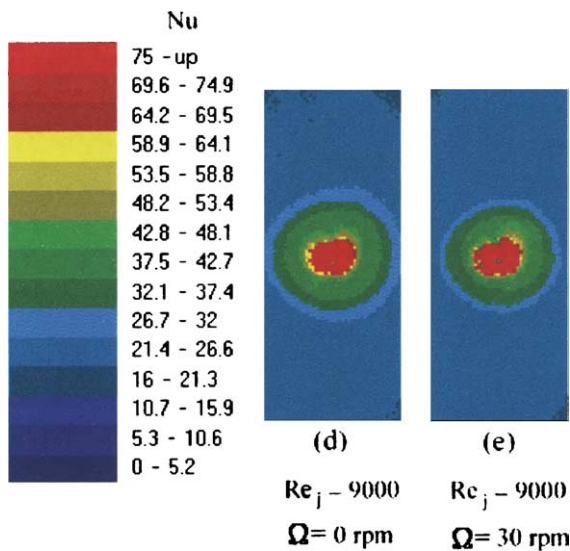 Nu
75 - up
69.6 - 74.9
64.2 - 69.5
58.9 - 64.1
53.5 - 58.8
48.2 - 53.4
42.8 - 48.1
37.5 - 42.7
32.1 - 37.4
26.7 - 32
21.4 - 26.6
16 - 21.3
10.7 - 15.9
5.3 - 10.6
0 - 5.2
(d) (e)
Re j - 9000 Re j - 9000
Ω= 0 rpm Ω= 30 rpm